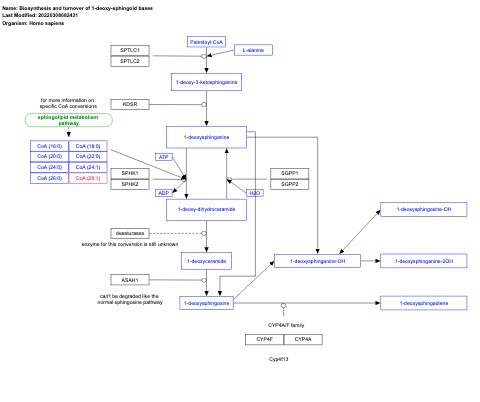 Name: Biosynthesis and turnover of 1-deoxy-sphingoid bases
Last Modified: 20220308082431
Organism: Homo sapiens
Palmitoyl-CoA
SPTLC1
L-alanine
SPTLC2
1-deoxy-3-ketosphinganine
for more information on
specific CoA conversions
KDSR
sphingolipid metabolism
pathway
1-deoxysphinganine
CoA (16:0)
CoA (18:0)
CoA (20:0)
CoA (22:0)
CoA (24:0)
CoA (24:1)
CoA (26:0)
CoA (26:1)
ATP
SPHK1
SPHK2
SGPP1
SGPP2
ADP
H2O
1-deoxy-dihydroceramide
1-deoxysphingosine-OH
desaturases
enzyme for this conversion is still unknown
1-deoxyceramide
1-deoxysphinganine-OH
1-deoxysphinganine-2OH
ASAH1
can't be degraded like the
normal sphingosine pathway
1-deoxysphingosine
1-deoxysphingadiene
CYP4A/F family
CYP4F
CYP4A
Cyp4f13